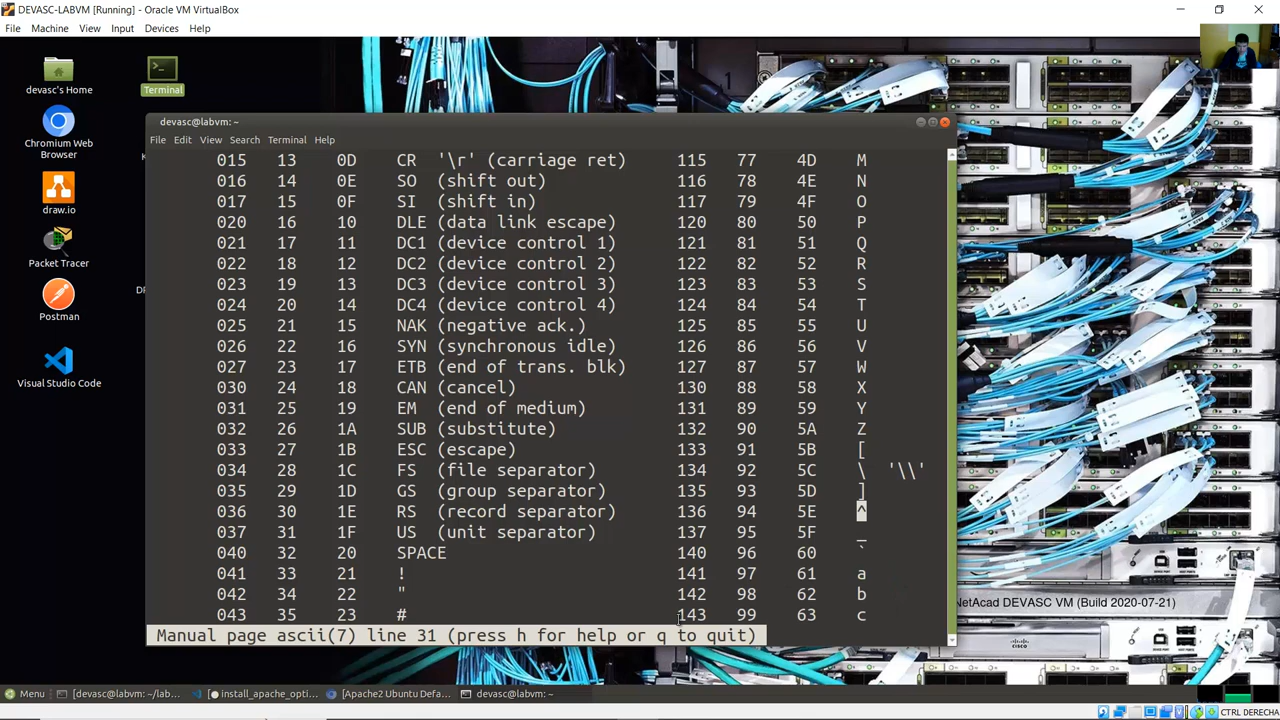 DEVASC-LABVM [Running] - Oracle VM VirtualBox
File Machine View Input Devices Help
devasc's Home
Terminal
Chromium Web
Browser
draw.io
Packet Tracer
Postman
Visual Studio Code
devasc@labvm: ~
File Edit View Search Terminal Help
015 13 0D CR '\r' (carriage ret) 115 77 4D M
016 14 0E SO (shift out) 116 78 4E N
017 15 0F SI (shift in) 117 79 4F O
020 16 10 DLE (data link escape) 120 80 50 P
021 17 11 DC1 (device control 1) 121 81 51 Q
022 18 12 DC2 (device control 2) 122 82 52 R
023 19 13 DC3 (device control 3) 123 83 53 S
024 20 14 DC4 (device control 4) 124 84 54 T
025 21 15 NAK (negative ack.) 125 85 55 U
026 22 16 SYN (synchronous idle) 126 86 56 V
027 23 17 ETB (end of trans. blk) 127 87 57 W
030 24 18 CAN (cancel) 130 88 58 X
031 25 19 EM (end of medium) 131 89 59 Y
032 26 1A SUB (substitute) 132 90 5A Z
033 27 1B ESC (escape) 133 91 5B [
034 28 1C FS (file separator) 134 92 5C \ '\\'
035 29 1D GS (group separator) 135 93 5D ]
036 30 1E RS (record separator) 136 94 5E ^
037 31 1F US (unit separator) 137 95 5F _
040 32 20 SPACE 140 96 60 `
041 33 21 ! 141 97 61 a
042 34 22 " 142 98 62 b
043 35 23 # 143 99 63 c
Manual page ascii(7) line 31 (press h for help or q to quit)
NetAcad DEVASC VM (Build 2020-07-21)
CISCO
Menu [devasc@labvm: ~/lab... [install_apache_opti... [Apache2 Ubuntu Defa... devasc@labvm: ~
CTRL DERECHA